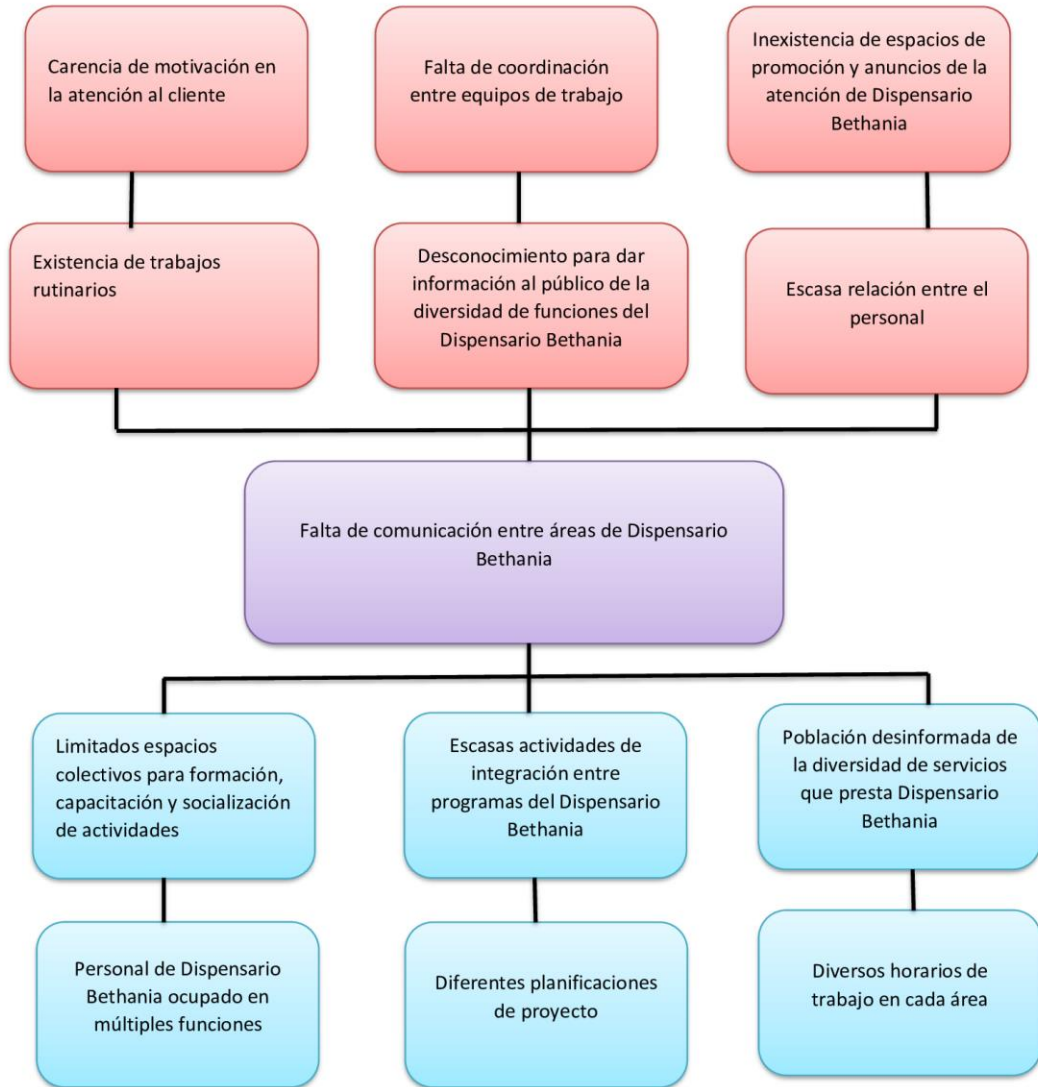 Carencia de motivación en
la atención al cliente
Falta de coordinación
entre equipos de trabajo
Inexistencia de espacios de
promoción y anuncios de la
atención de Dispensario
Bethania
Existencia de trabajos
rutinarios
Desconocimiento para dar
información al público de la
diversidad de funciones del
Dispensario Bethania
Escasa relación entre el
personal
Falta de comunicación entre áreas de Dispensario
Bethania
Limitados espacios
colectivos para formación,
capacitación y socialización
de actividades
Escasas actividades de
integración entre
programas del Dispensario
Bethania
Población desinformada de
la diversidad de servicios
que presta Dispensario
Bethania
Personal de Dispensario
Bethania ocupado en
múltiples funciones
Diferentes planificaciones
de proyecto
Diversos horarios de
trabajo en cada área